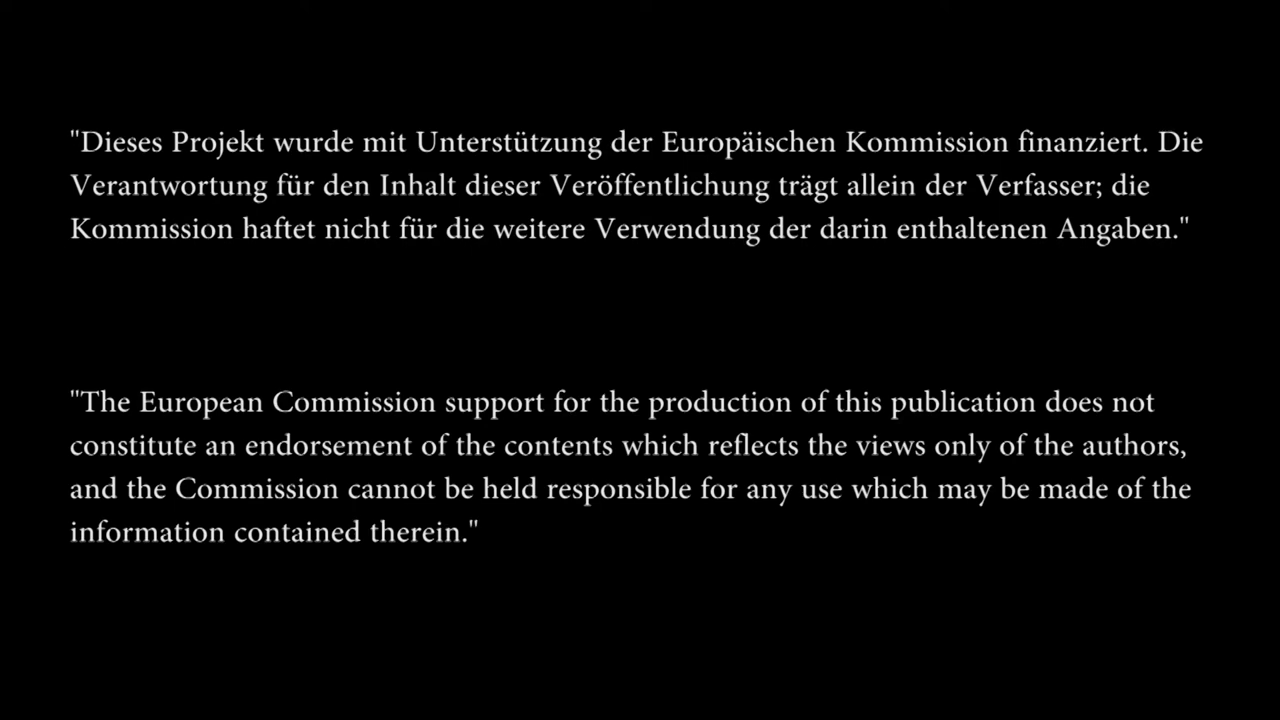 "Dieses Projekt wurde mit Unterstützung der Europäischen Kommission finanziert. Die
Verantwortung für den Inhalt dieser Veröffentlichung trägt allein der Verfasser; die
Kommission haftet nicht für die weitere Verwendung der darin enthaltenen Angaben."
"The European Commission support for the production of this publication does not
constitute an endorsement of the contents which reflects the views only of the authors,
and the Commission cannot be held responsible for any use which may be made of the
information contained therein."